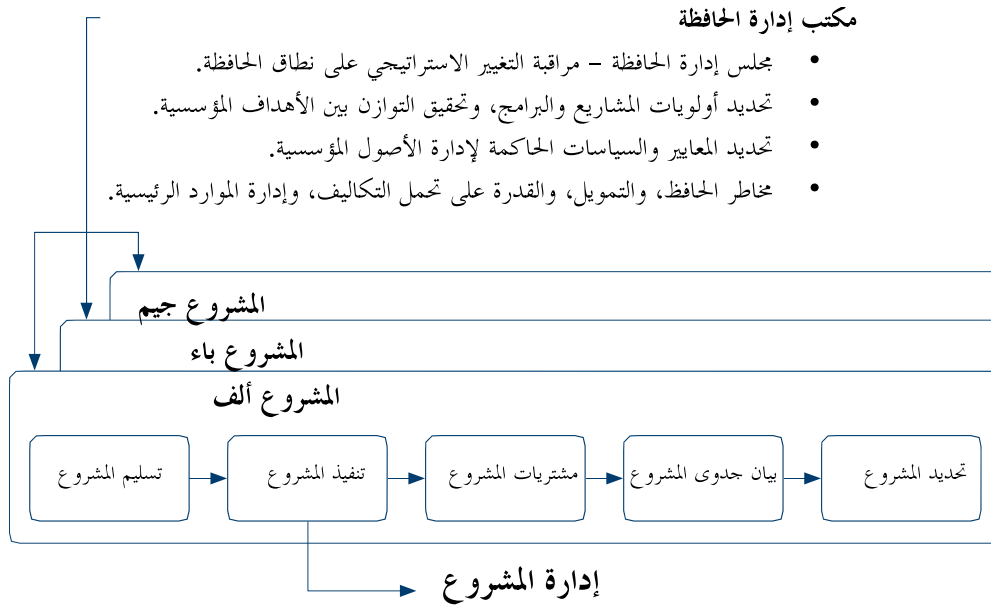 مكتب إدارة الحافظة
• مجلس إدارة الحافظة – مراقبة التغيير الاستراتيجي على نطاق الحافظة.
• تحديد أولويات المشاريع والبرامج، وتحقيق التوازن بين الأهداف المؤسسية.
• تحديد المعايير والسياسات الحاكمة لإدارة الأصول المؤسسية.
• مخاطر الحافظ، والتمويل، والقدرة على تحمل التكاليف، وإدارة الموارد الرئيسية.
المشروع جيم
المشروع باء
المشروع ألف
تحديد المشروع
بيان جدوى المشروع
مشتريات المشروع
تنفيذ المشروع
تسليم المشروع
إدارة المشروع